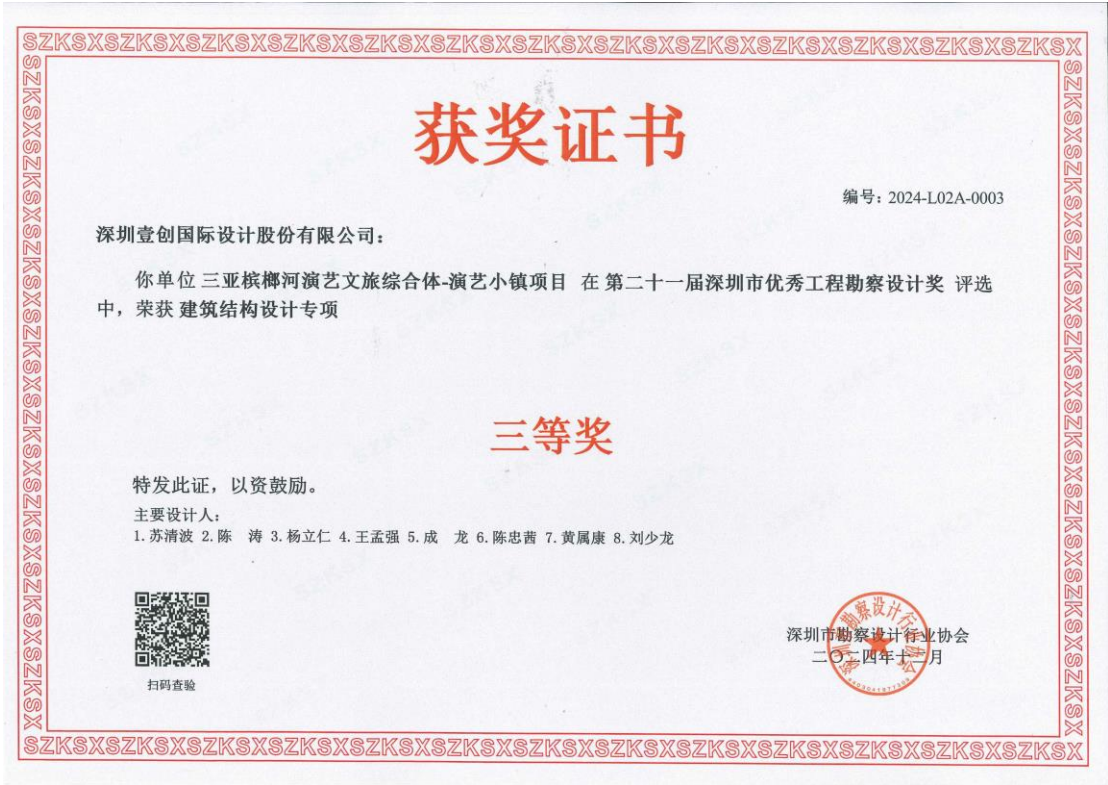 SZKSXSZKSXSZKSXSZKSXSZKSXSZKSXSZKSXSZKSXSZKSXSZKSXSZKSXSZKSXSZKSX
获奖证书
编号：2024-L02A-0003
深圳壹创国际设计股份有限公司：
你单位 三亚槟榔河演艺文旅综合体-演艺小镇项目 在 第二十一届深圳市优秀工程勘察设计奖 评选
中，荣获 建筑结构设计专项
三等奖
特发此证，以资鼓励。
主要设计人：
1.苏清波 2.陈 涛 3.杨立仁 4.王孟强 5.成 龙 6.陈忠茜 7.黄属康 8.刘少龙
扫码查验
深圳市勘察设计行业协会
二〇二四年十二月
SZKSXSZKSXSZKSXSZKSXSZKSXSZKSXSZKSXSZKSXSZKSXSZKSXSZKSXSZKSXSZKSX